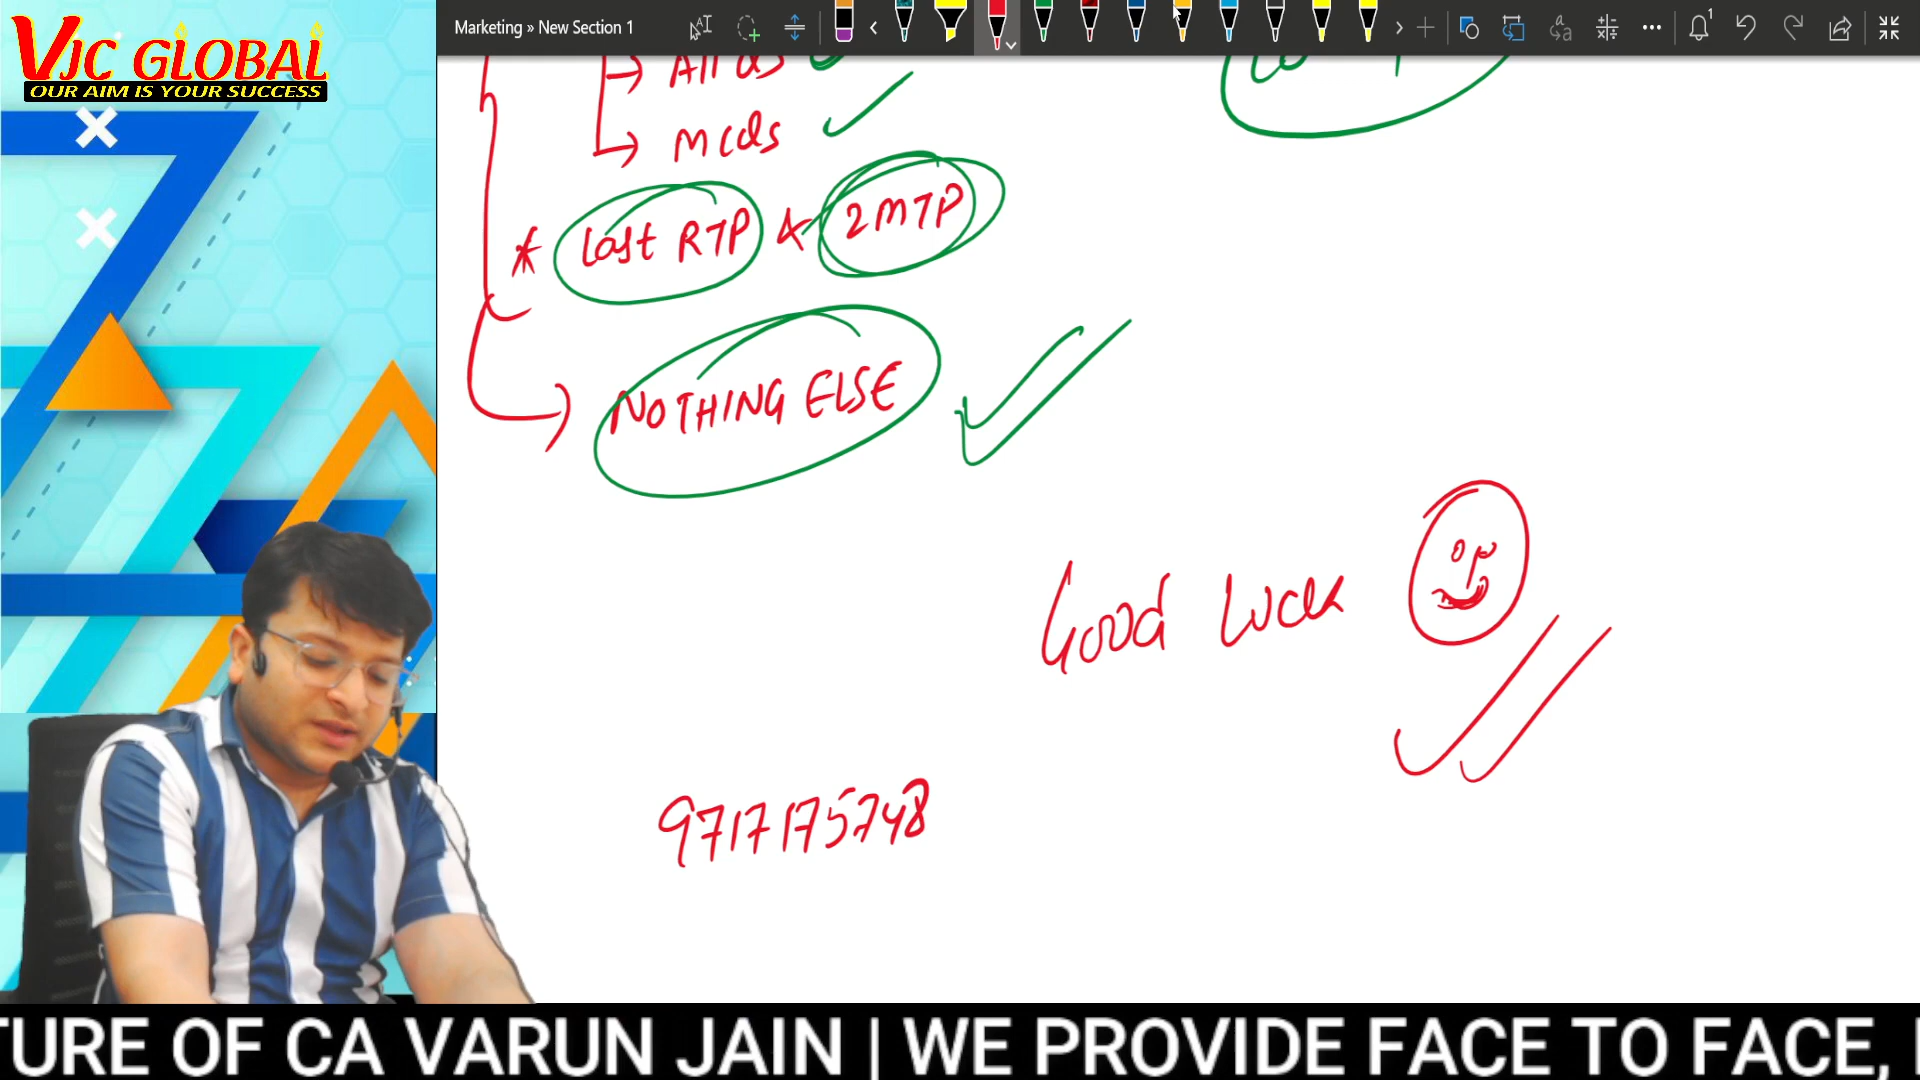 VJC GLOBAL
OUR AIM IS YOUR SUCCESS
Marketing » New Section 1
→ MCQs
* Last RTP & 2 MTP
→ NOTHING ELSE
Good Luck
9717175748
TURE OF CA VARUN JAIN | WE PROVIDE FACE TO FACE,